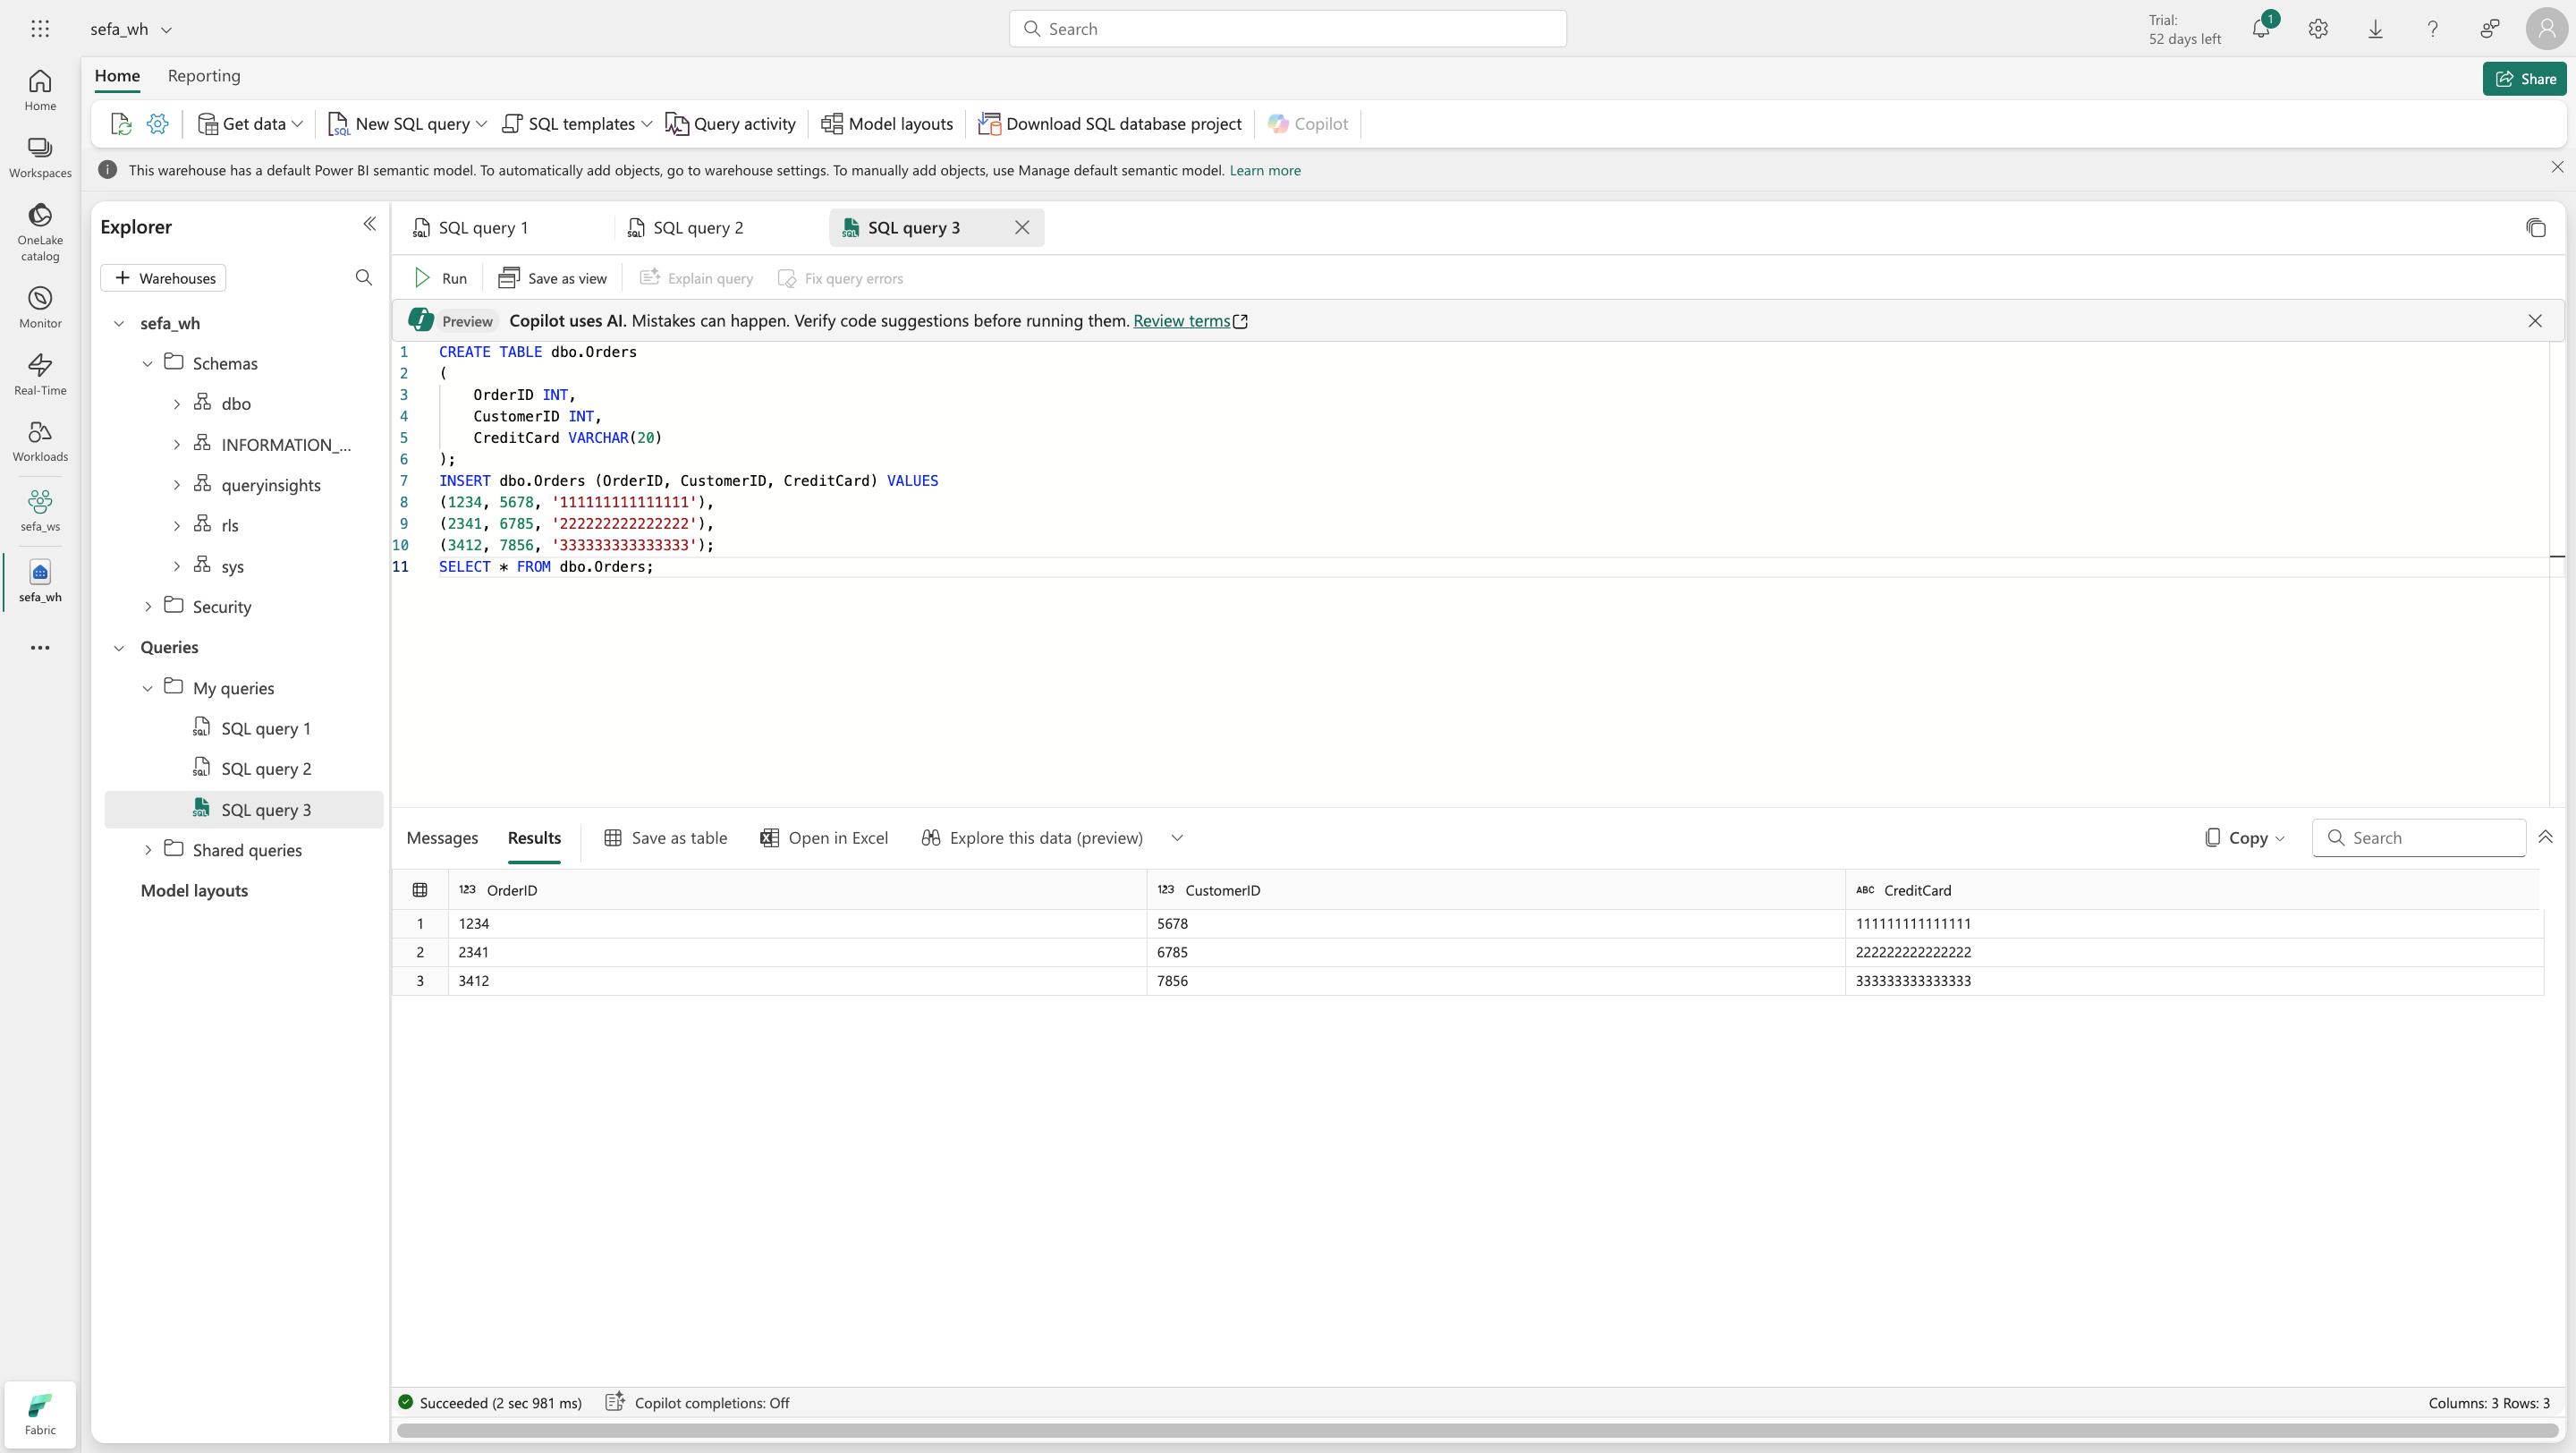 sefa_wh
Search
Trial:
52 days left
1
Home
Workspaces
OneLake
catalog
Monitor
Real-Time
Workloads
sefa_ws
sefa_wh
Fabric
Home
Reporting
Share
Get data
New SQL query
SQL templates
Query activity
Model layouts
Download SQL database project
Copilot
This warehouse has a default Power BI semantic model. To automatically add objects, go to warehouse settings. To manually add objects, use Manage default semantic model. Learn more
Explorer
+ Warehouses
sefa_wh
Schemas
dbo
INFORMATION_...
queryinsights
rls
sys
Security
Queries
My queries
SQL query 1
SQL query 2
SQL query 3
Shared queries
Model layouts
SQL query 1
SQL query 2
SQL query 3
Run
Save as view
Explain query
Fix query errors
Preview Copilot uses AI. Mistakes can happen. Verify code suggestions before running them. Review terms
1 CREATE TABLE dbo.Orders
2 (
3 OrderID INT,
4 CustomerID INT,
5 CreditCard VARCHAR(20)
6 );
7 INSERT dbo.Orders (OrderID, CustomerID, CreditCard) VALUES
8 (1234, 5678, '111111111111111'),
9 (2341, 6785, '222222222222222'),
10 (3412, 7856, '333333333333333');
11 SELECT * FROM dbo.Orders;
Messages
Results
Save as table
Open in Excel
Explore this data (preview)
Copy
Search
123 OrderID 123 CustomerID ABC CreditCard
1 1234 5678 111111111111111
2 2341 6785 222222222222222
3 3412 7856 333333333333333
Succeeded (2 sec 981 ms)
Copilot completions: Off
Columns: 3 Rows: 3